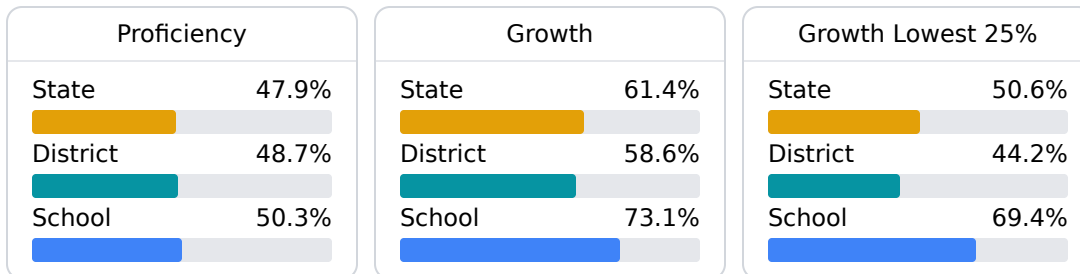 Proficiency
State 47.9%
District 48.7%
School 50.3%
Growth
State 61.4%
District 58.6%
School 73.1%
Growth Lowest 25%
State 50.6%
District 44.2%
School 69.4%